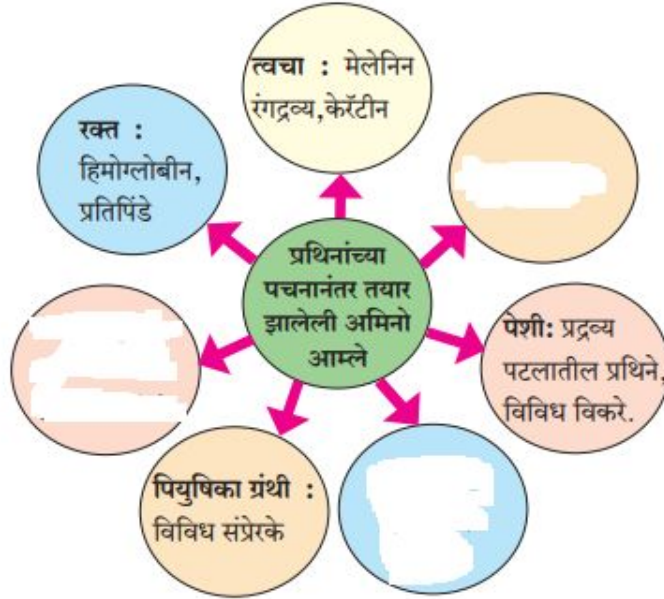 त्वचा : मेलेनिन
रंगद्रव्य,केरॅटीन
रक्त :
हिमोग्लोबीन,
प्रतिपिंडे
प्रथिनांच्या
पचनानंतर तयार
झालेली अमिनो
आम्ले
पेशी: प्रद्रव्य
पटलातील प्रथिने,
विविध विकरे.
पियुषिका ग्रंथी :
विविध संप्रेरके